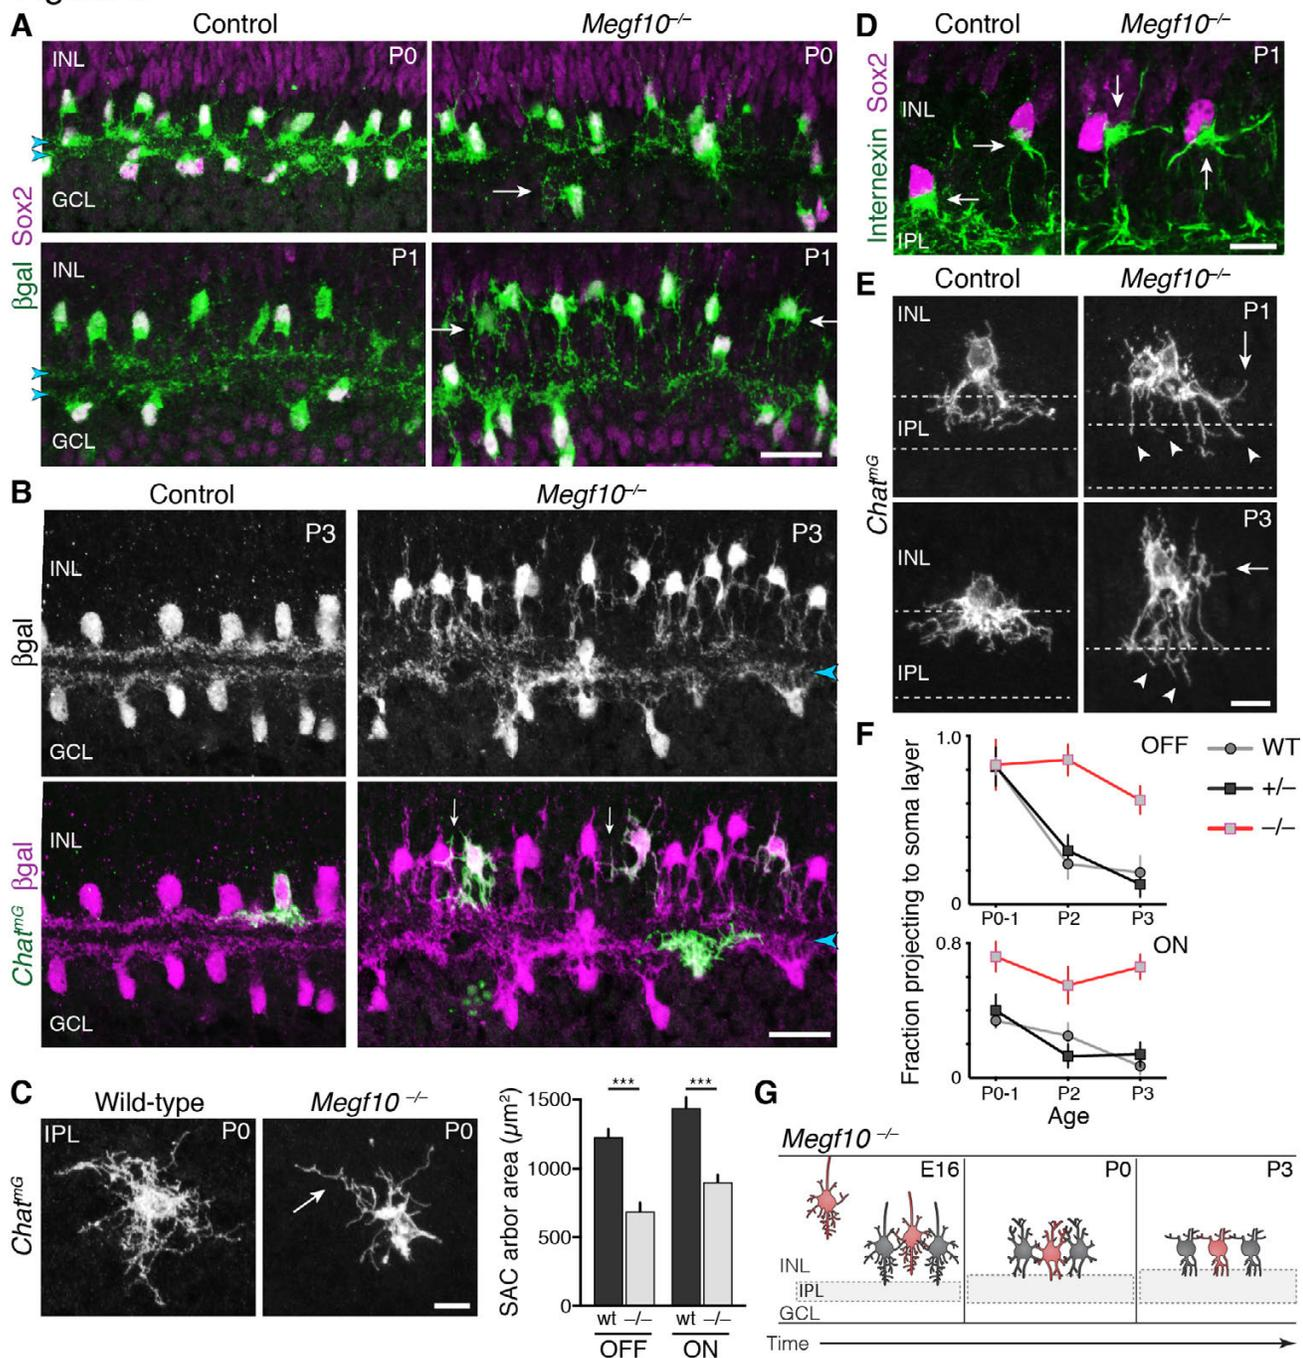 A
Control
Megf10–/–
βgal Sox2
INL
P0
P0
GCL
INL
P1
P1
GCL
B
Control
Megf10–/–
βgal
INL
P3
P3
GCL
ChatmG βgal
INL
GCL
C
Wild-type
Megf10 –/–
ChatmG
IPL
P0
P0
SAC arbor area (µm2)
1500
1000
500
0
***
***
wt –/– wt –/–
OFF ON
D
Control
Megf10–/–
Internexin Sox2
INL
P1
IPL
E
Control
Megf10–/–
ChatmG
INL
P1
IPL
INL
P3
IPL
F
Fraction projecting to soma layer
1.0
OFF
0
P0-1 P2 P3
WT
+/–
–/–
0.8
ON
0
P0-1 P2 P3
Age
G
Megf10 –/–
E16
P0
P3
INL
IPL
GCL
Time